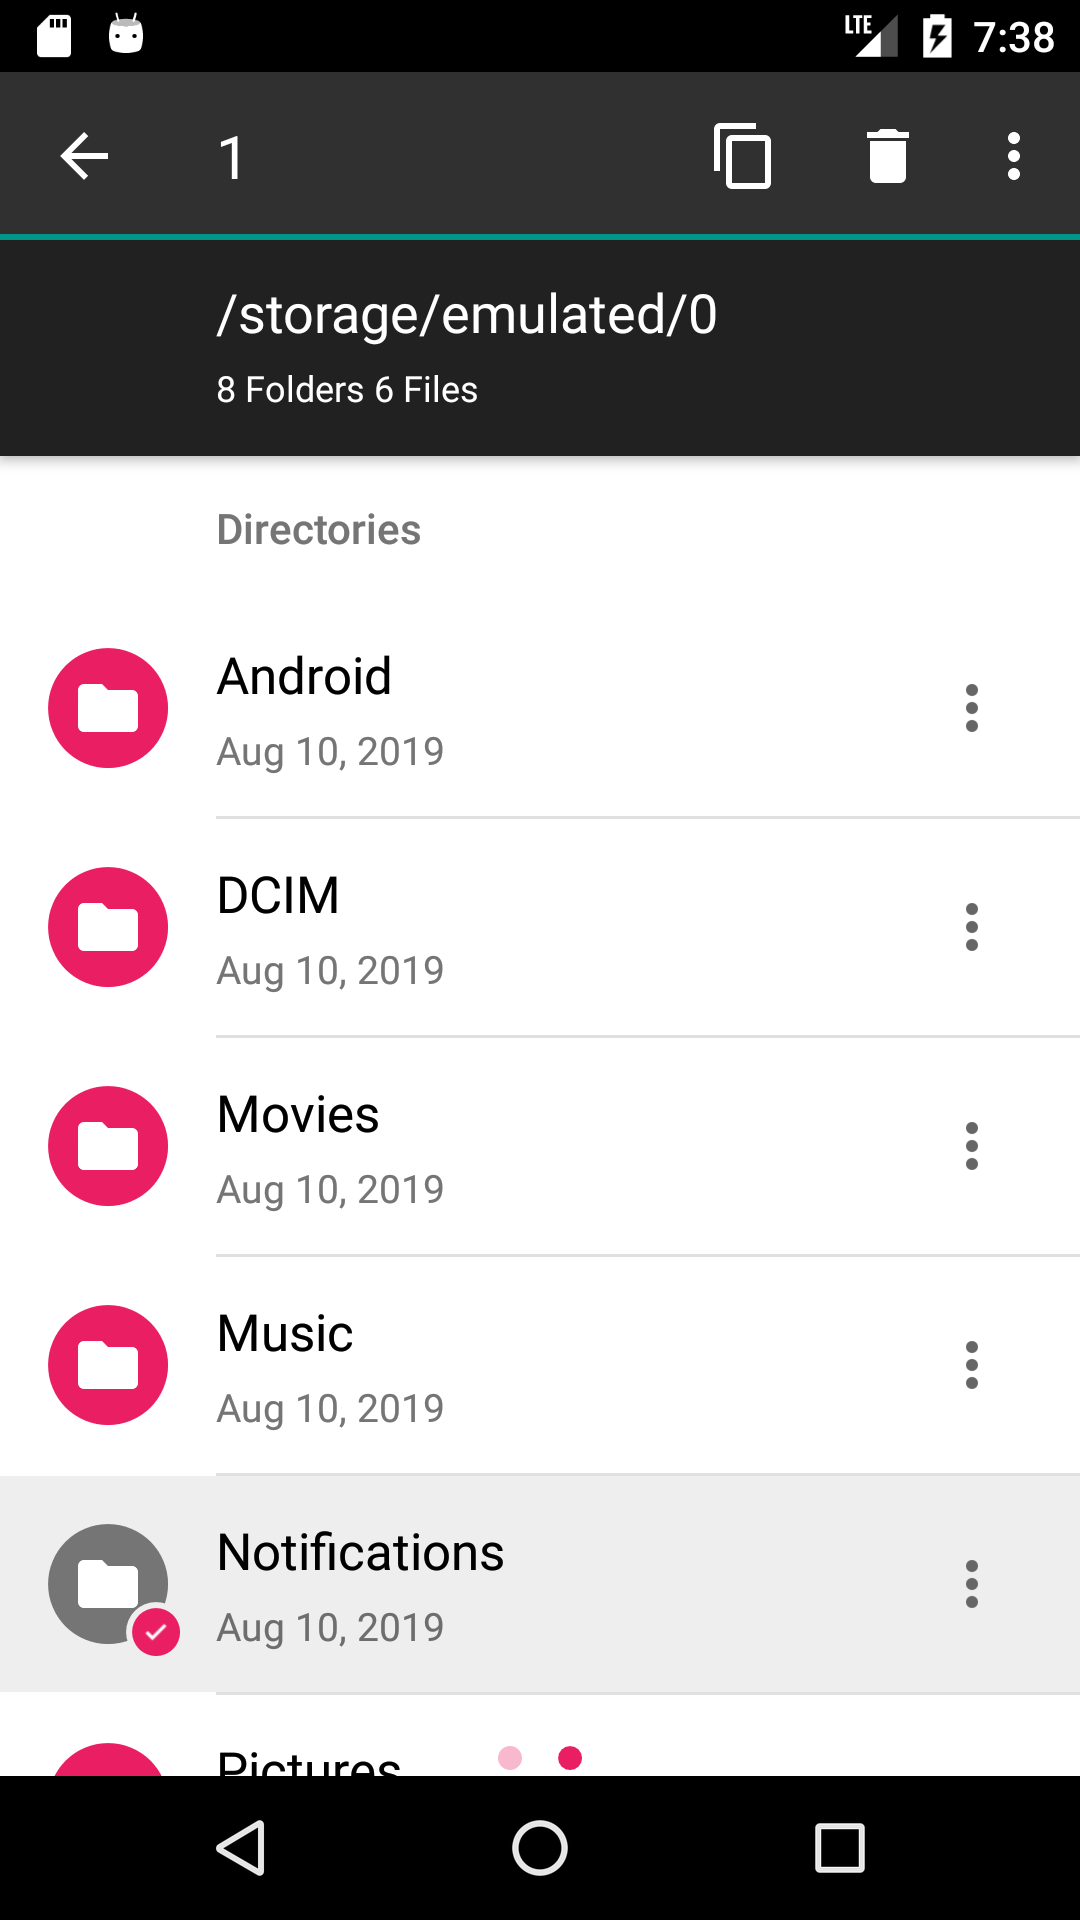 LTE 7:38
1
/storage/emulated/0
8 Folders 6 Files
Directories
Android
Aug 10, 2019
DCIM
Aug 10, 2019
Movies
Aug 10, 2019
Music
Aug 10, 2019
Notifications
Aug 10, 2019
Pictures